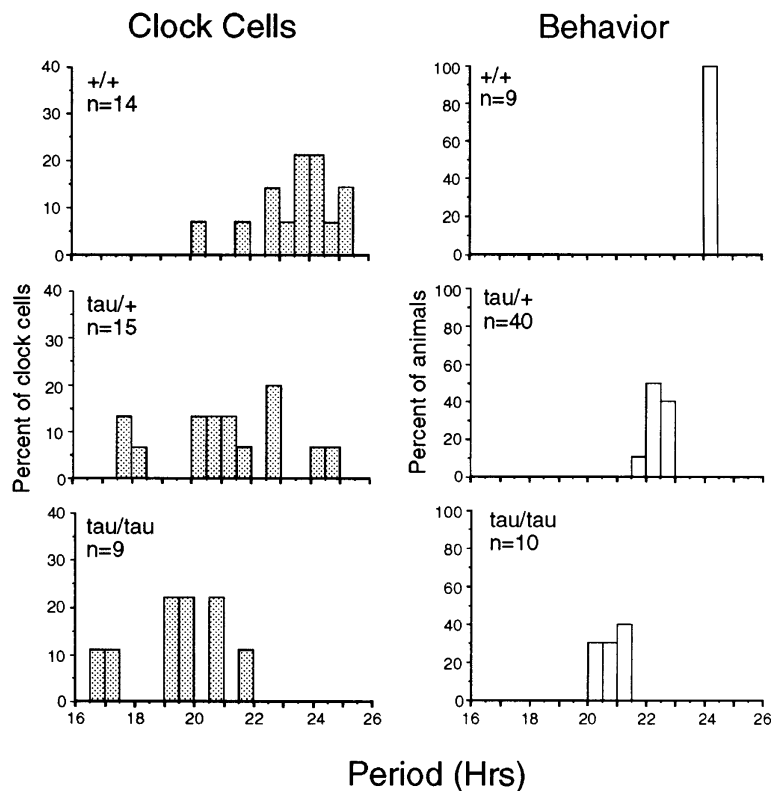 Clock Cells
Behavior
40
30
20
10
0
+/+
n=14
100
80
60
40
20
0
+/+
n=9
Percent of clock cells
40
30
20
10
0
tau/+
n=15
Percent of animals
100
80
60
40
20
0
tau/+
n=40
40
30
20
10
0
tau/tau
n=9
16 18 20 22 24 26
100
80
60
40
20
0
tau/tau
n=10
16 18 20 22 24 26
Period (Hrs)